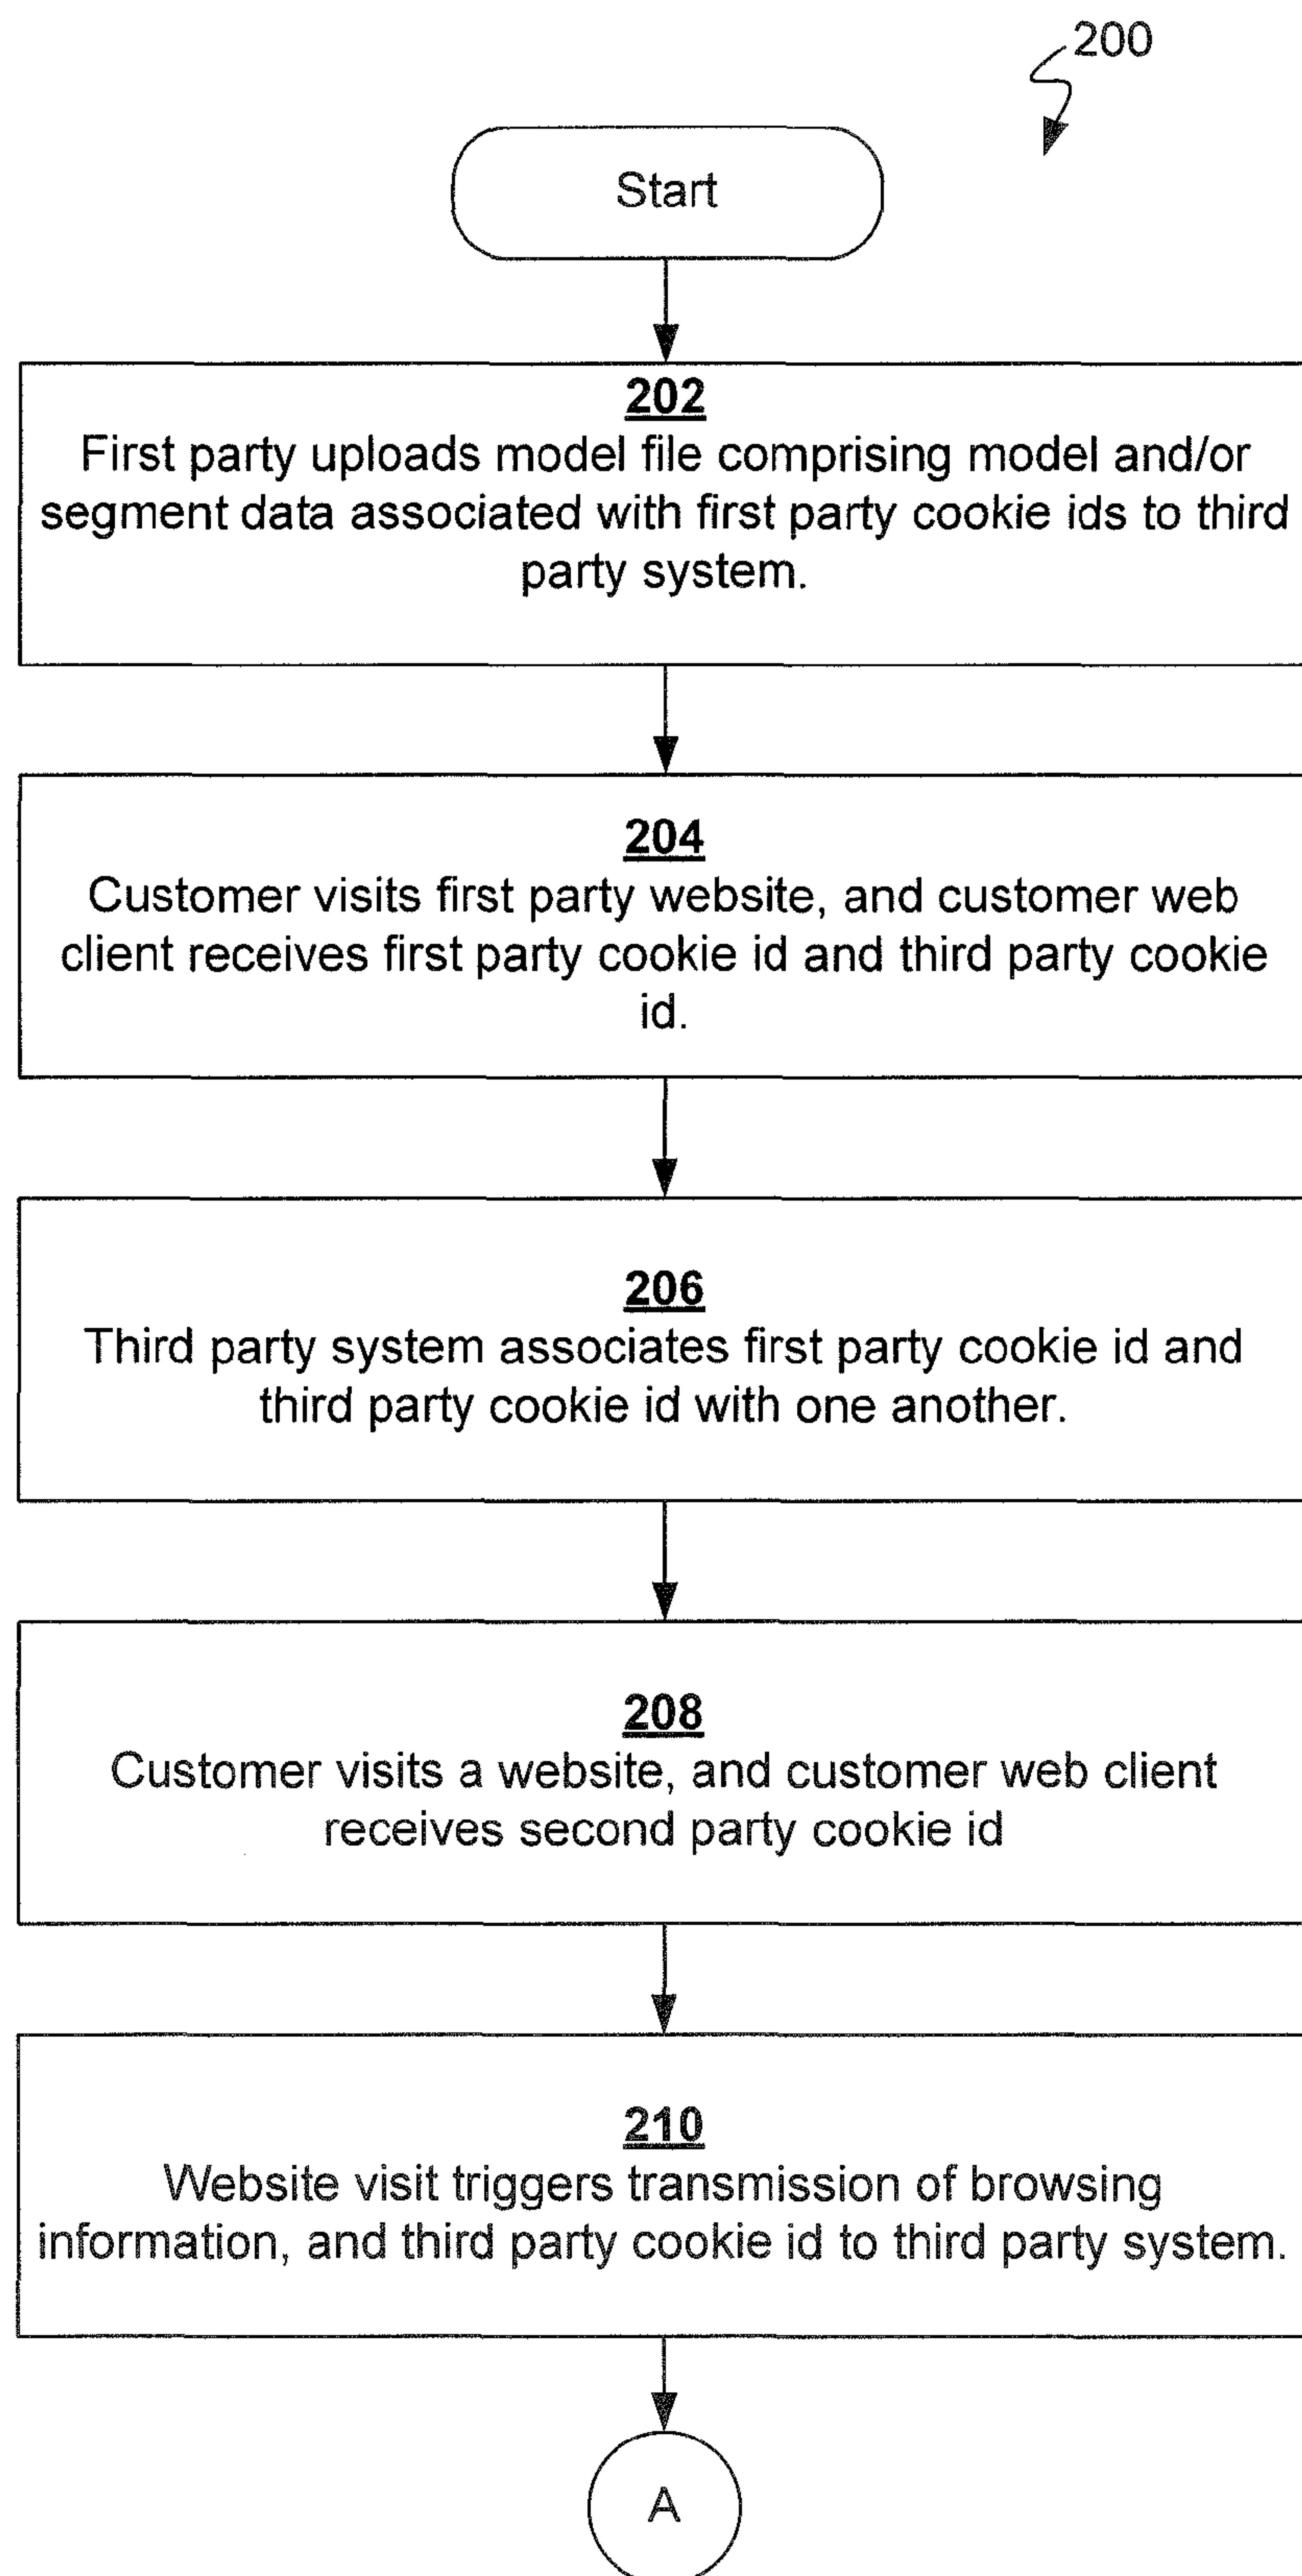 200
Start
202
First party uploads model file comprising model and/or
segment data associated with first party cookie ids to third
party system.
204
Customer visits first party website, and customer web
client receives first party cookie id and third party cookie
id.
206
Third party system associates first party cookie id and
third party cookie id with one another.
208
Customer visits a website, and customer web client
receives second party cookie id
210
Website visit triggers transmission of browsing
information, and third party cookie id to third party system.
A